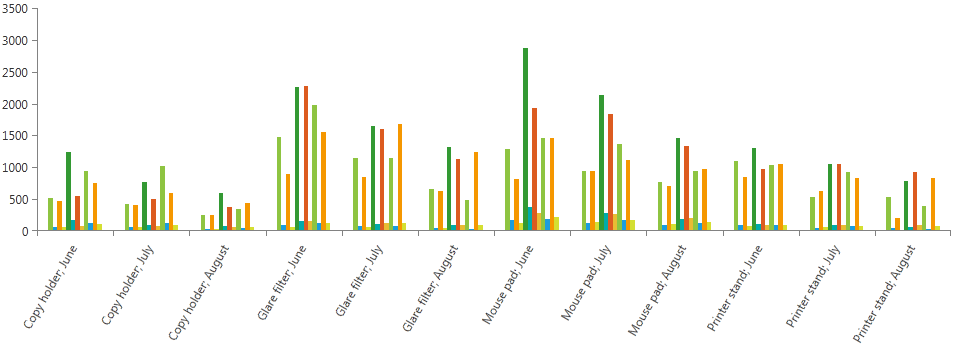 3500
3000
2500
2000
1500
1000
500
0
Copy holder; June
Copy holder; July
Copy holder; August
Glare filter; June
Glare filter; July
Glare filter; August
Mouse pad; June
Mouse pad; July
Mouse pad; August
Printer stand; June
Printer stand; July
Printer stand; August